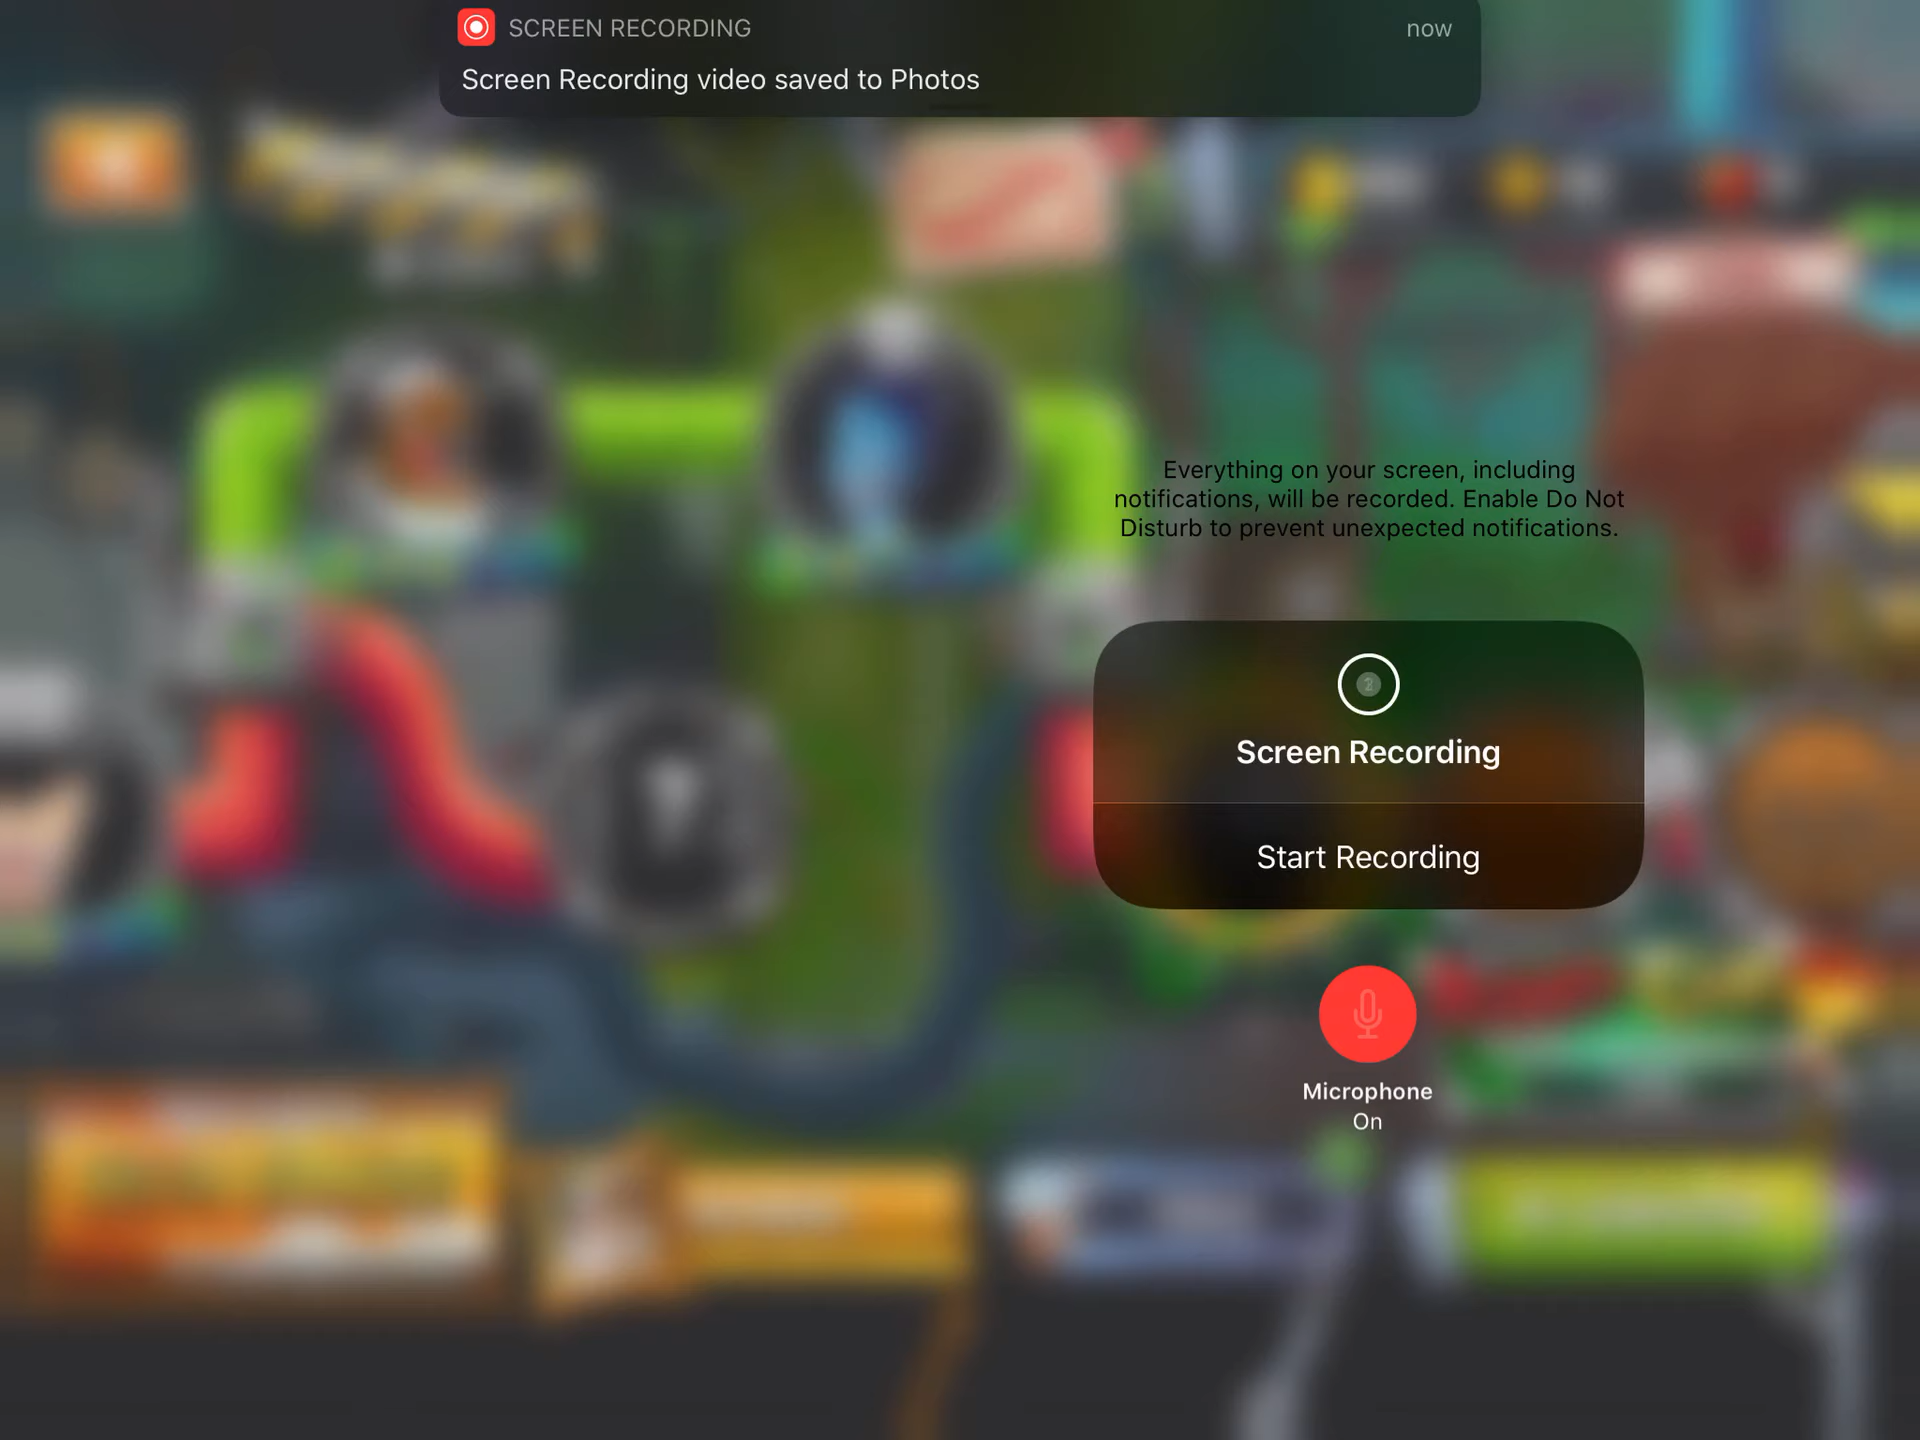 SCREEN RECORDING
now
Screen Recording video saved to Photos
Everything on your screen, including
notifications, will be recorded. Enable Do Not
Disturb to prevent unexpected notifications.
Screen Recording
Start Recording
Microphone
On